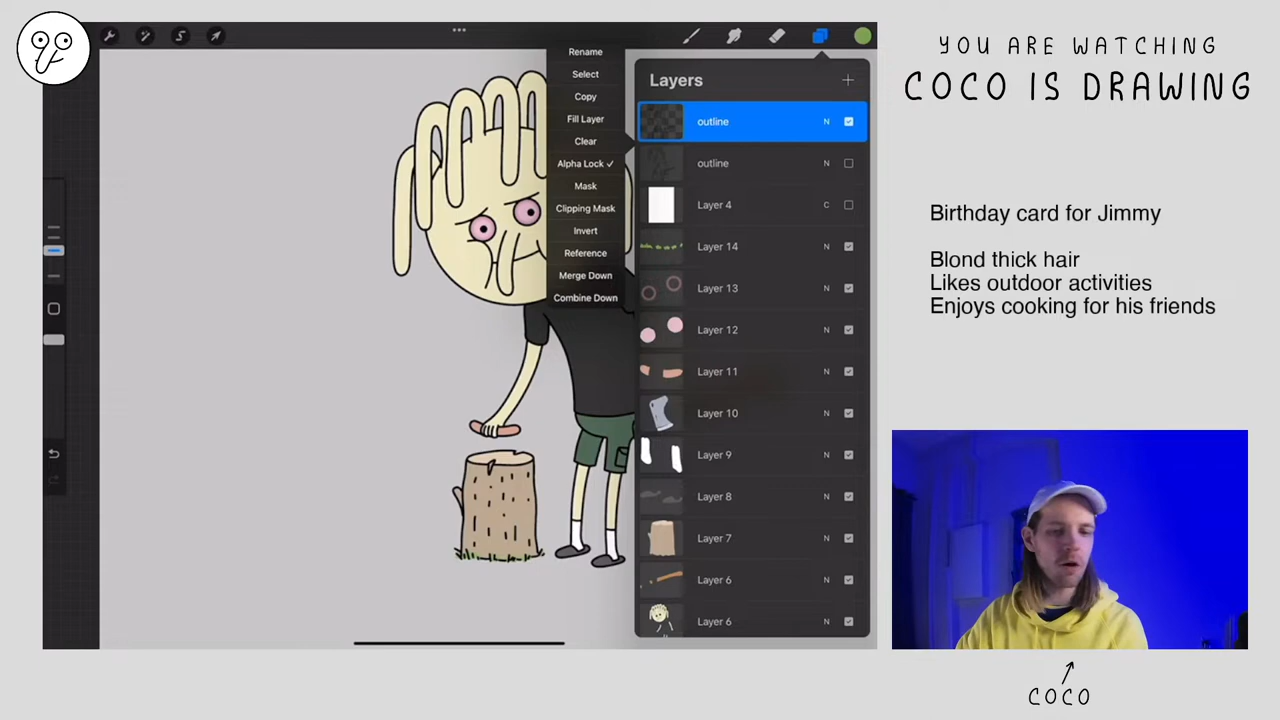 YOU ARE WATCHING
COCO IS DRAWING
Rename
Select
Copy
Fill Layer
Clear
Alpha Lock ✓
Mask
Clipping Mask
Invert
Reference
Merge Down
Combine Down
Layers
outline N
outline N
Layer 4 C
Layer 14 N
Layer 13 N
Layer 12 N
Layer 11 N
Layer 10 N
Layer 9 N
Layer 8 N
Layer 7 N
Layer 6 N
Layer 6 N
Birthday card for Jimmy
Blond thick hair
Likes outdoor activities
Enjoys cooking for his friends
COCO